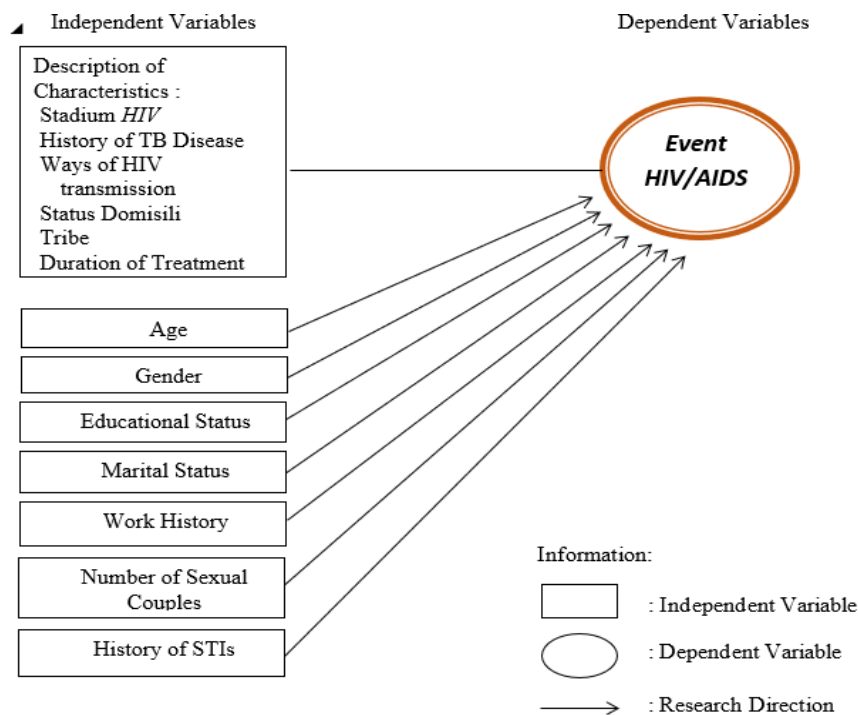 Independent Variables
Dependent Variables
Description of
Characteristics :
Stadium HIV
History of TB Disease
Ways of HIV
transmission
Status Domisili
Tribe
Duration of Treatment
Event
HIV/AIDS
Age
Gender
Educational Status
Marital Status
Work History
Number of Sexual
Couples
History of STIs
Information:
: Independent Variable
: Dependent Variable
: Research Direction